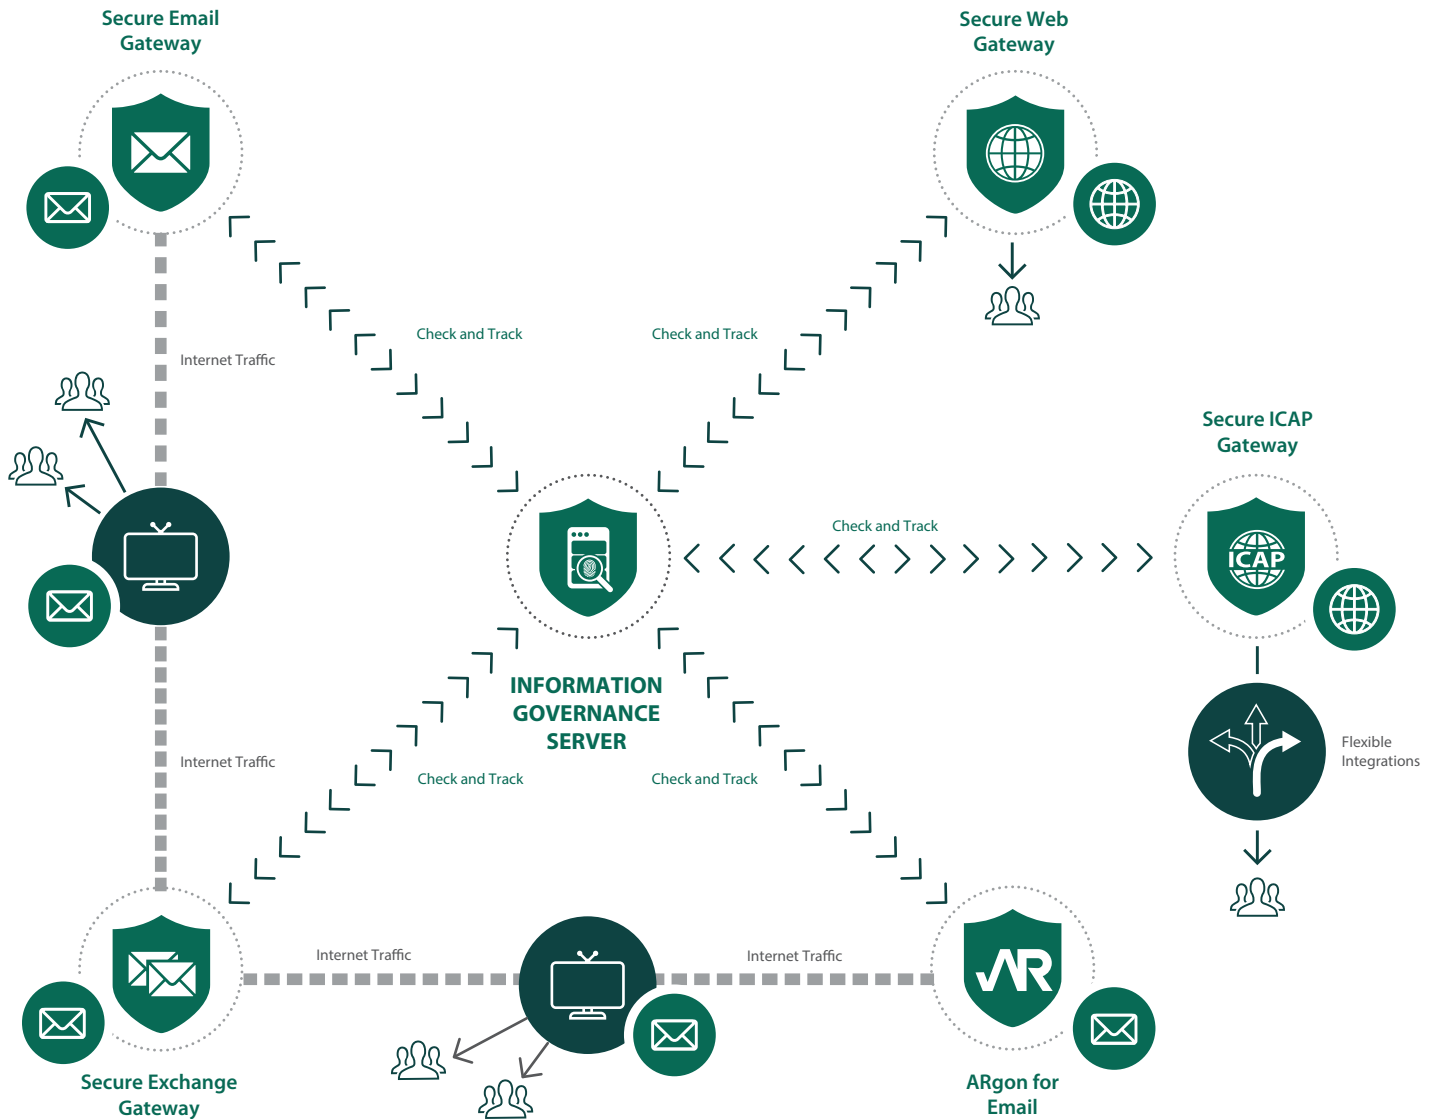 Secure Email
Gateway
Secure Web
Gateway
Check and Track
Check and Track
Internet Traffic
Secure ICAP
Gateway
Check and Track
ICAP
INFORMATION
GOVERNANCE
SERVER
Flexible
Integrations
Internet Traffic
Check and Track
Check and Track
Internet Traffic
Internet Traffic
AR
Secure Exchange
Gateway
ARgon for
Email